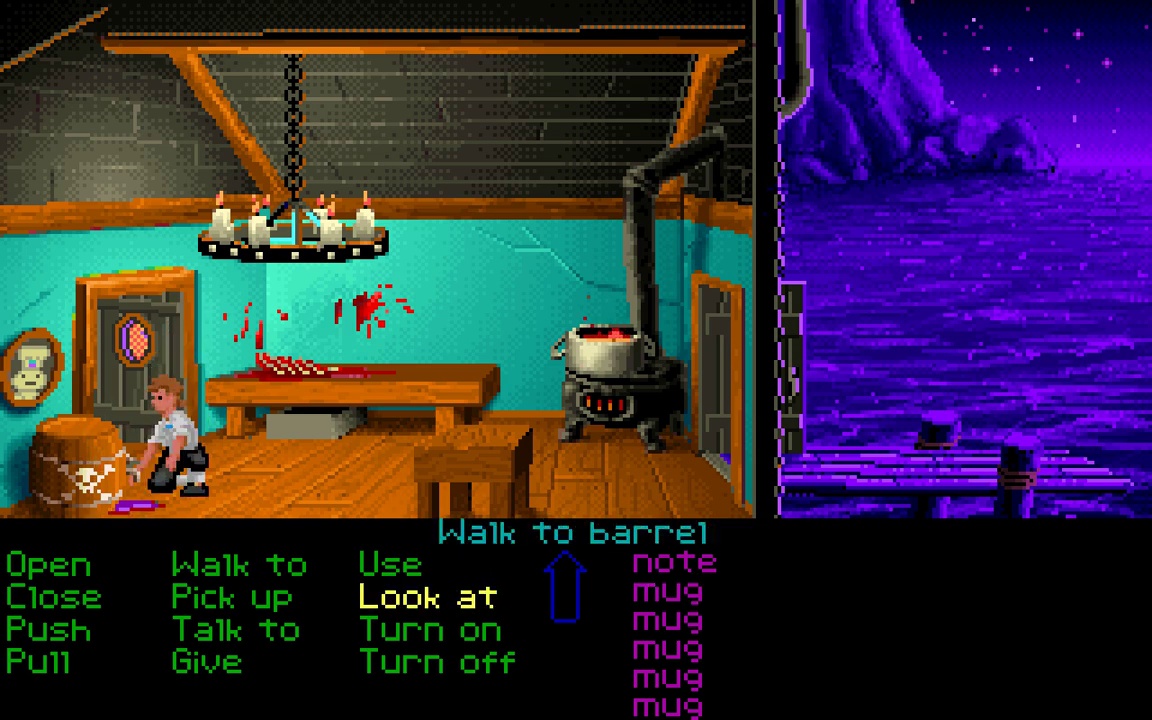 Walk to barrel
Open Walk to Use note
Close Pick up Look at mug
Push Talk to Turn on mug
Pull Give Turn off mug
mug
mug